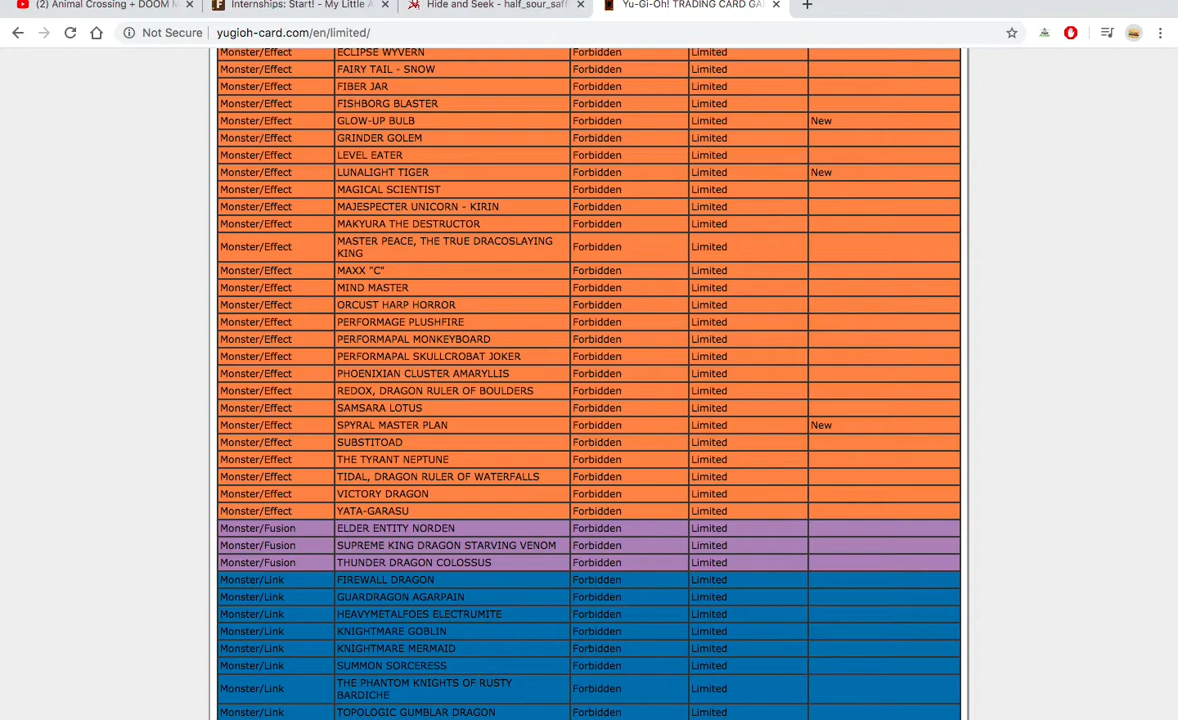 (2) Animal Crossing + DOOM M × Internships: Start! - My Little A × Hide and Seek - half_sour_saff × Yu-Gi-Oh! TRADING CARD GA × +
Not Secure yugioh-card.com/en/limited/
Monster/Effect ECLIPSE WYVERN Forbidden Limited
Monster/Effect FAIRY TAIL - SNOW Forbidden Limited
Monster/Effect FIBER JAR Forbidden Limited
Monster/Effect FISHBORG BLASTER Forbidden Limited
Monster/Effect GLOW-UP BULB Forbidden Limited New
Monster/Effect GRINDER GOLEM Forbidden Limited
Monster/Effect LEVEL EATER Forbidden Limited
Monster/Effect LUNALIGHT TIGER Forbidden Limited New
Monster/Effect MAGICAL SCIENTIST Forbidden Limited
Monster/Effect MAJESPECTER UNICORN - KIRIN Forbidden Limited
Monster/Effect MAKYURA THE DESTRUCTOR Forbidden Limited
Monster/Effect MASTER PEACE, THE TRUE DRACOSLAYING Forbidden Limited
KING
Monster/Effect MAXX "C" Forbidden Limited
Monster/Effect MIND MASTER Forbidden Limited
Monster/Effect ORCUST HARP HORROR Forbidden Limited
Monster/Effect PERFORMAGE PLUSHFIRE Forbidden Limited
Monster/Effect PERFORMAPAL MONKEYBOARD Forbidden Limited
Monster/Effect PERFORMAPAL SKULLCROBAT JOKER Forbidden Limited
Monster/Effect PHOENIXIAN CLUSTER AMARYLLIS Forbidden Limited
Monster/Effect REDOX, DRAGON RULER OF BOULDERS Forbidden Limited
Monster/Effect SAMSARA LOTUS Forbidden Limited
Monster/Effect SPYRAL MASTER PLAN Forbidden Limited New
Monster/Effect SUBSTITOAD Forbidden Limited
Monster/Effect THE TYRANT NEPTUNE Forbidden Limited
Monster/Effect TIDAL, DRAGON RULER OF WATERFALLS Forbidden Limited
Monster/Effect VICTORY DRAGON Forbidden Limited
Monster/Effect YATA-GARASU Forbidden Limited
Monster/Fusion ELDER ENTITY NORDEN Forbidden Limited
Monster/Fusion SUPREME KING DRAGON STARVING VENOM Forbidden Limited
Monster/Fusion THUNDER DRAGON COLOSSUS Forbidden Limited
Monster/Link FIREWALL DRAGON Forbidden Limited
Monster/Link GUARDRAGON AGARPAIN Forbidden Limited
Monster/Link HEAVYMETALFOES ELECTRUMITE Forbidden Limited
Monster/Link KNIGHTMARE GOBLIN Forbidden Limited
Monster/Link KNIGHTMARE MERMAID Forbidden Limited
Monster/Link SUMMON SORCERESS Forbidden Limited
Monster/Link THE PHANTOM KNIGHTS OF RUSTY Forbidden Limited
BARDICHE
Monster/Link TOPOLOGIC GUMBLAR DRAGON Forbidden Limited